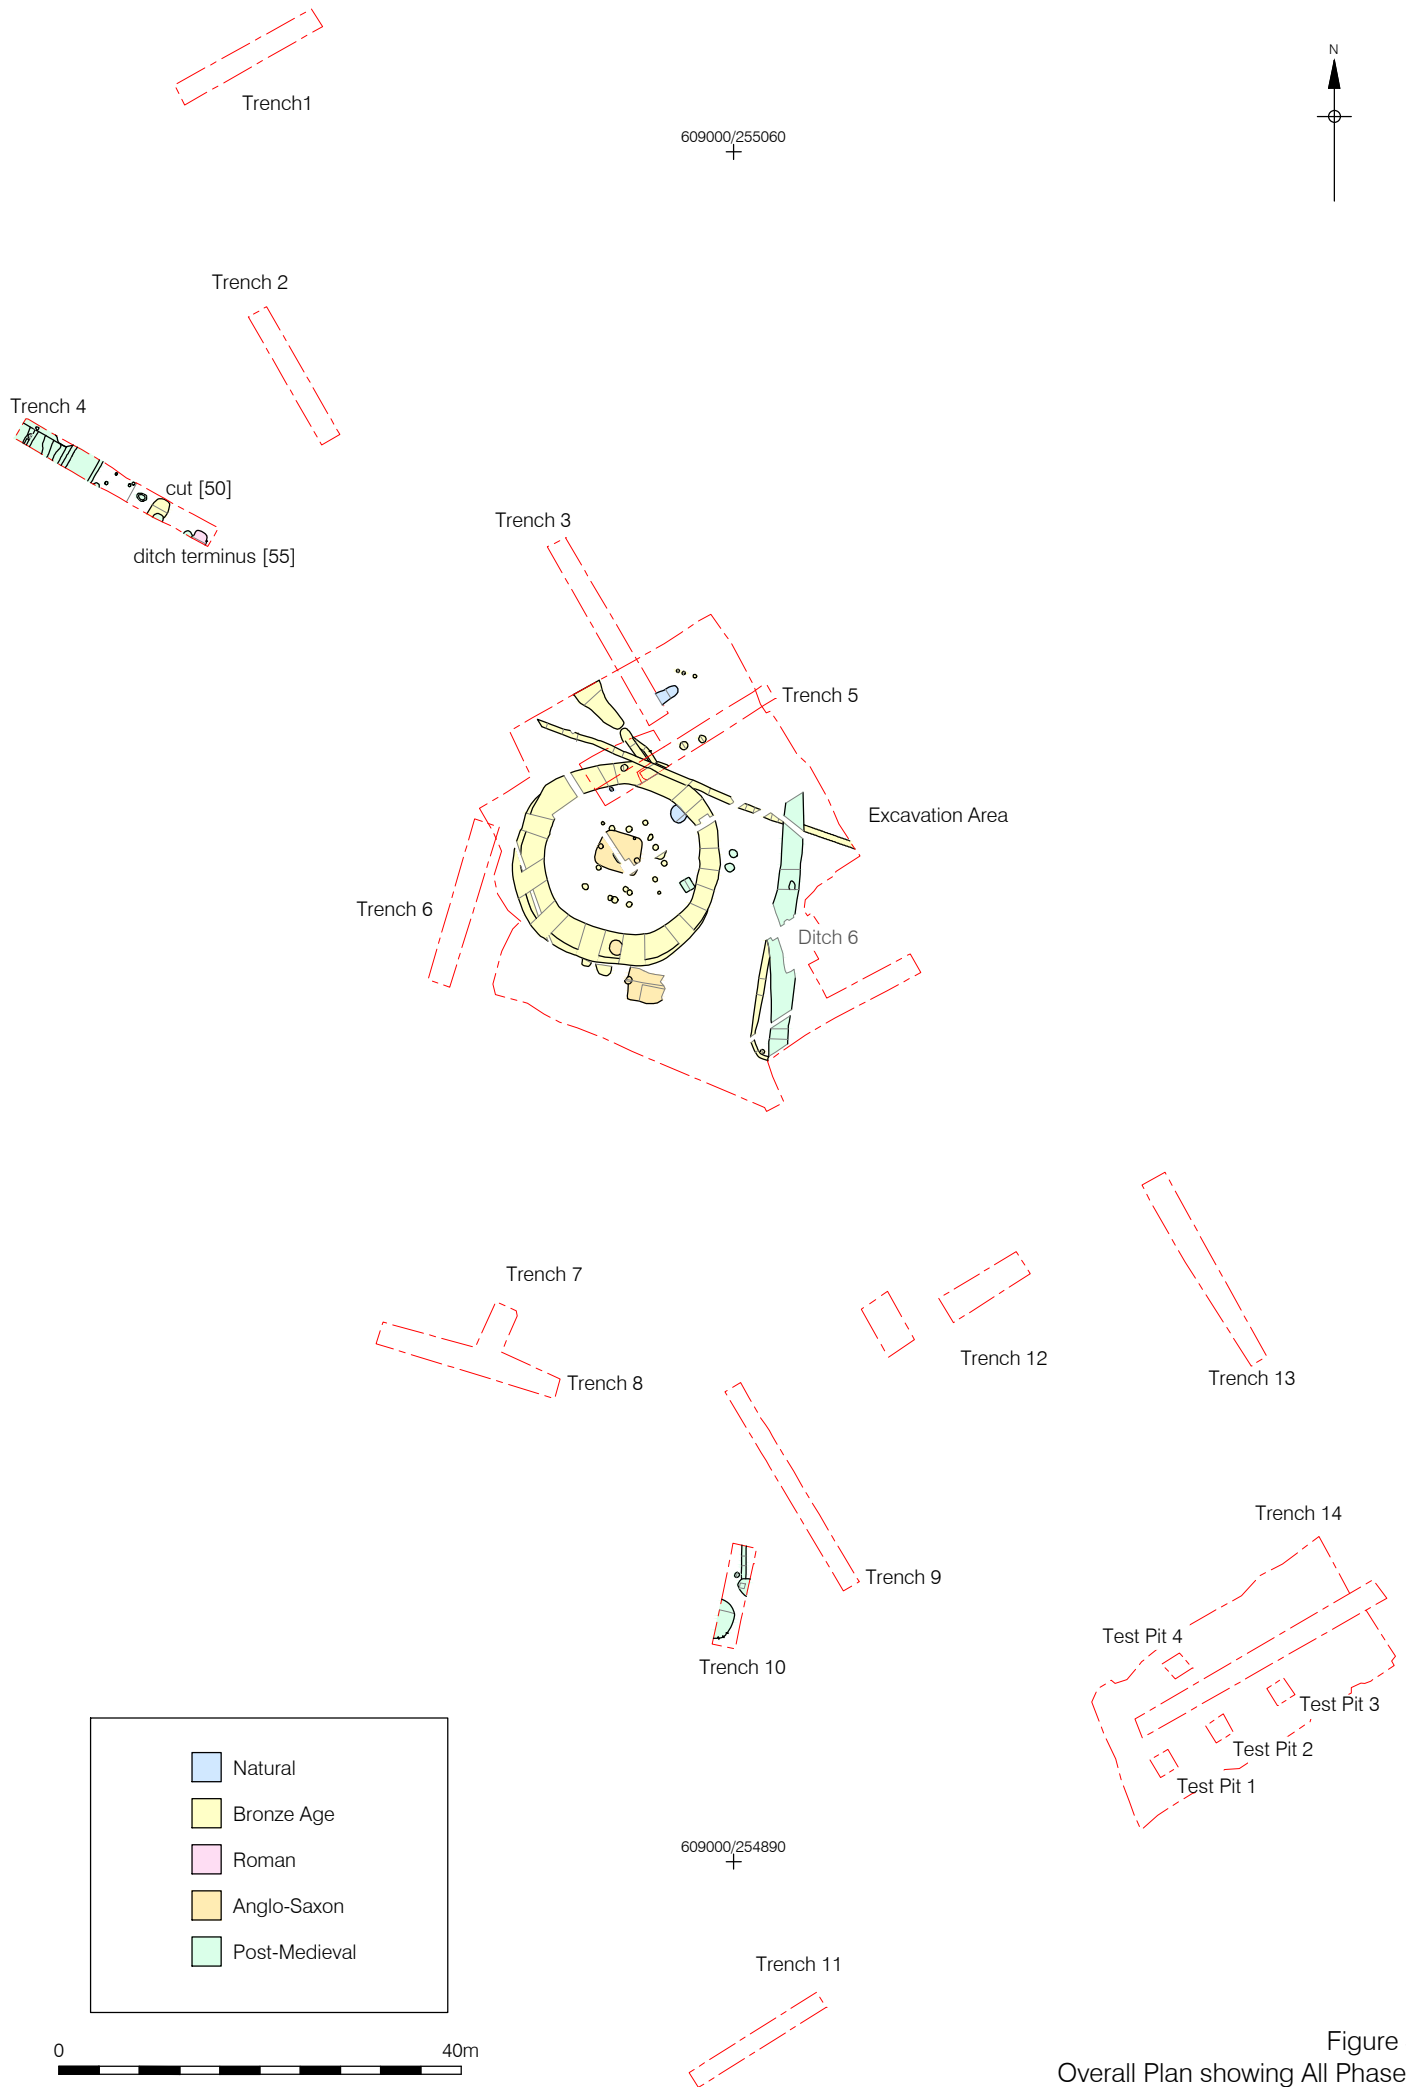 N
Trench1
609000/255060
Trench 2
Trench 4
cut [50]
ditch terminus [55]
Trench 3
Trench 5
Excavation Area
Trench 6
Ditch 6
Trench 7
Trench 8
Trench 12
Trench 13
Trench 9
Trench 14
Test Pit 4
Trench 10
Test Pit 3
Test Pit 2
Test Pit 1
Natural
Bronze Age
Roman
Anglo-Saxon
Post-Medieval
609000/254890
Trench 11
0 40m
Figure
Overall Plan showing All Phase